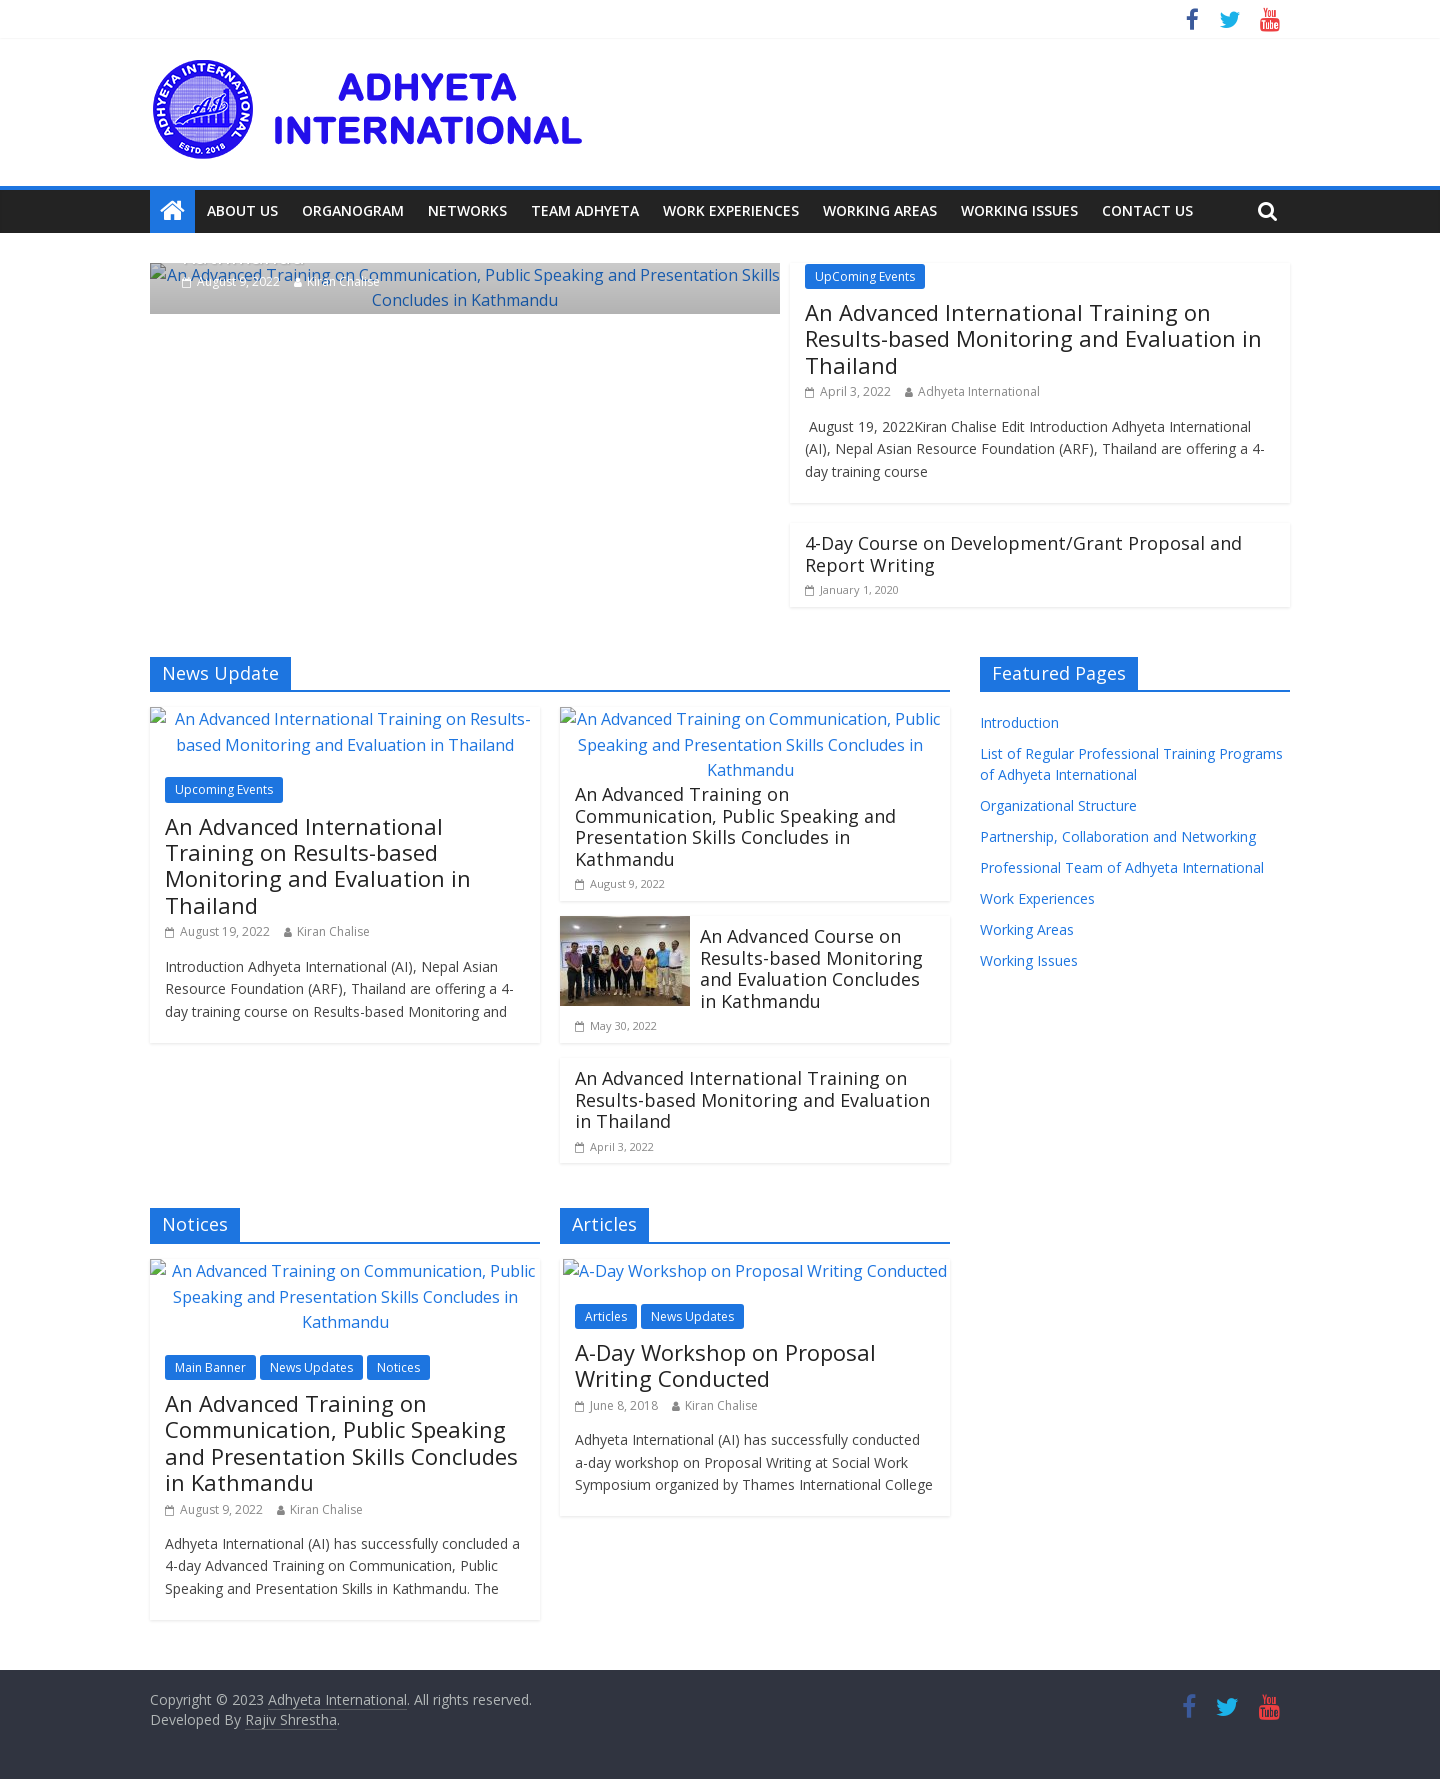 ADHYETA INTERNATIONAL
ESTD. 2018
ADHYETA
INTERNATIONAL
ABOUT US ORGANOGRAM NETWORKS TEAM ADHYETA WORK EXPERIENCES WORKING AREAS WORKING ISSUES CONTACT US
An Advanced Training on Communication, Public Speaking and Presentation Skills
Concludes in Kathmandu
August 9, 2022 Kiran Chalise
UpComing Events
An Advanced International Training on
Results-based Monitoring and Evaluation in
Thailand
April 3, 2022 Adhyeta International
August 19, 2022Kiran Chalise Edit Introduction Adhyeta International
(AI), Nepal Asian Resource Foundation (ARF), Thailand are offering a 4-
day training course
4-Day Course on Development/Grant Proposal and
Report Writing
January 1, 2020
News Update
An Advanced International Training on Results-
based Monitoring and Evaluation in Thailand
Upcoming Events
An Advanced International
Training on Results-based
Monitoring and Evaluation in
Thailand
August 19, 2022 Kiran Chalise
Introduction Adhyeta International (AI), Nepal Asian
Resource Foundation (ARF), Thailand are offering a 4-
day training course on Results-based Monitoring and
An Advanced Training on Communication, Public
Speaking and Presentation Skills Concludes in
Kathmandu
An Advanced Training on
Communication, Public Speaking and
Presentation Skills Concludes in
Kathmandu
August 9, 2022
An Advanced Course on
Results-based Monitoring
and Evaluation Concludes
in Kathmandu
May 30, 2022
An Advanced International Training on
Results-based Monitoring and Evaluation
in Thailand
April 3, 2022
Featured Pages
Introduction
List of Regular Professional Training Programs
of Adhyeta International
Organizational Structure
Partnership, Collaboration and Networking
Professional Team of Adhyeta International
Work Experiences
Working Areas
Working Issues
Notices
An Advanced Training on Communication, Public
Speaking and Presentation Skills Concludes in
Kathmandu
Main Banner News Updates Notices
An Advanced Training on
Communication, Public Speaking
and Presentation Skills Concludes
in Kathmandu
August 9, 2022 Kiran Chalise
Adhyeta International (AI) has successfully concluded a
4-day Advanced Training on Communication, Public
Speaking and Presentation Skills in Kathmandu. The
Articles
A-Day Workshop on Proposal Writing Conducted
Articles News Updates
A-Day Workshop on Proposal
Writing Conducted
June 8, 2018 Kiran Chalise
Adhyeta International (AI) has successfully conducted
a-day workshop on Proposal Writing at Social Work
Symposium organized by Thames International College
Copyright © 2023 Adhyeta International. All rights reserved.
Developed By Rajiv Shrestha.